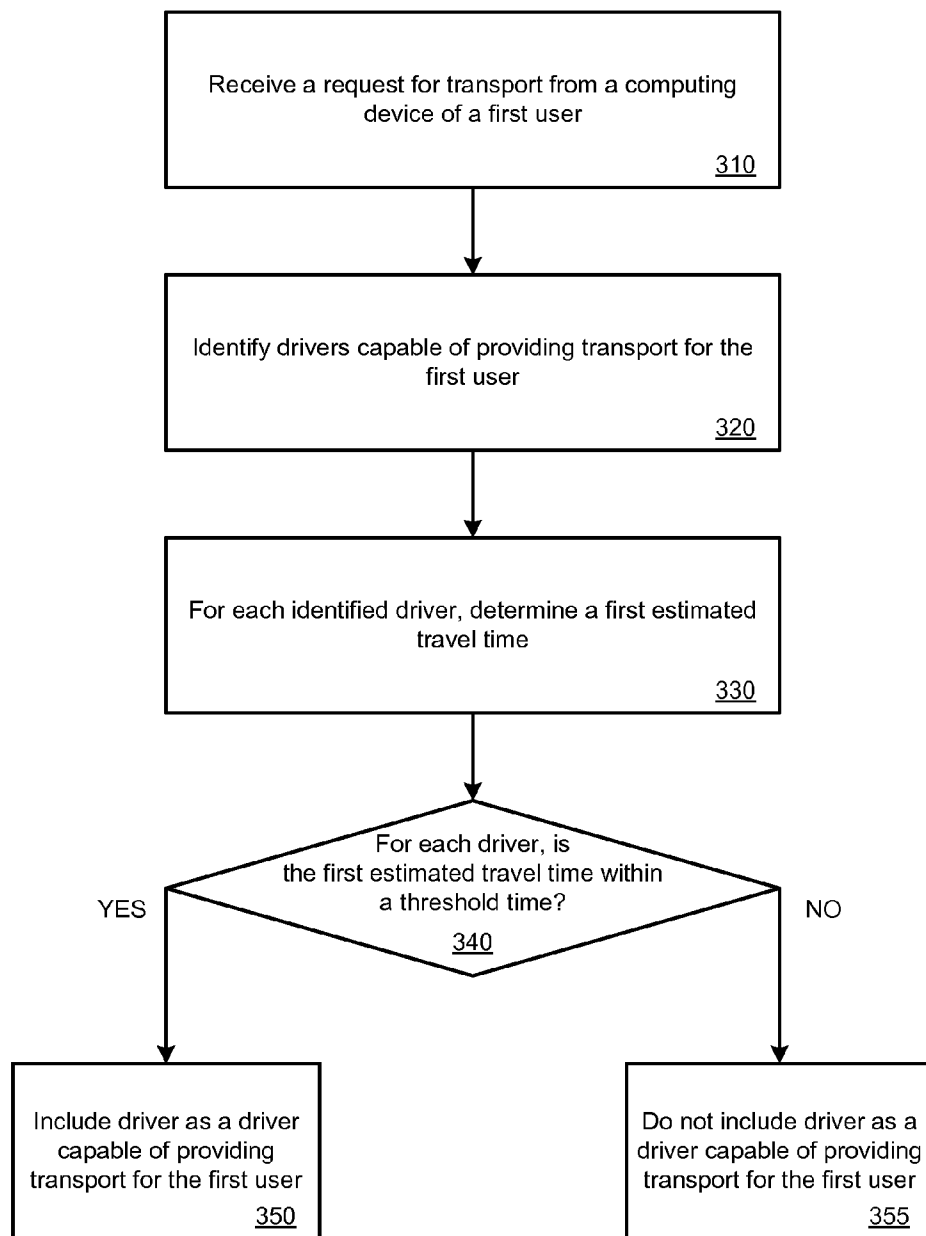 Receive a request for transport from a computing
device of a first user
310
Identify drivers capable of providing transport for the
first user
320
For each identified driver, determine a first estimated
travel time
330
For each driver, is
the first estimated travel time within
a threshold time?
340
YES
NO
Include driver as a driver
capable of providing
transport for the first user
350
Do not include driver as a
driver capable of providing
transport for the first user
355